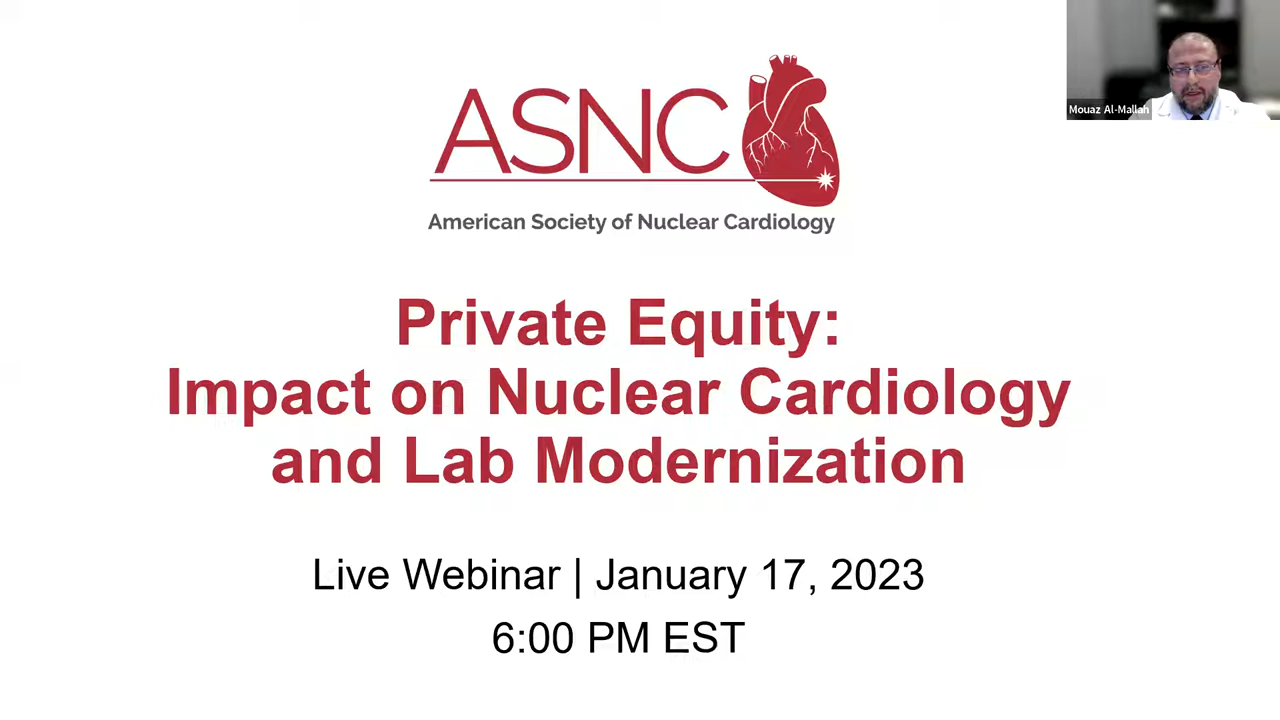 ASNC
American Society of Nuclear Cardiology
Mouaz Al-Mallah
Private Equity:
Impact on Nuclear Cardiology
and Lab Modernization
Live Webinar | January 17, 2023
6:00 PM EST